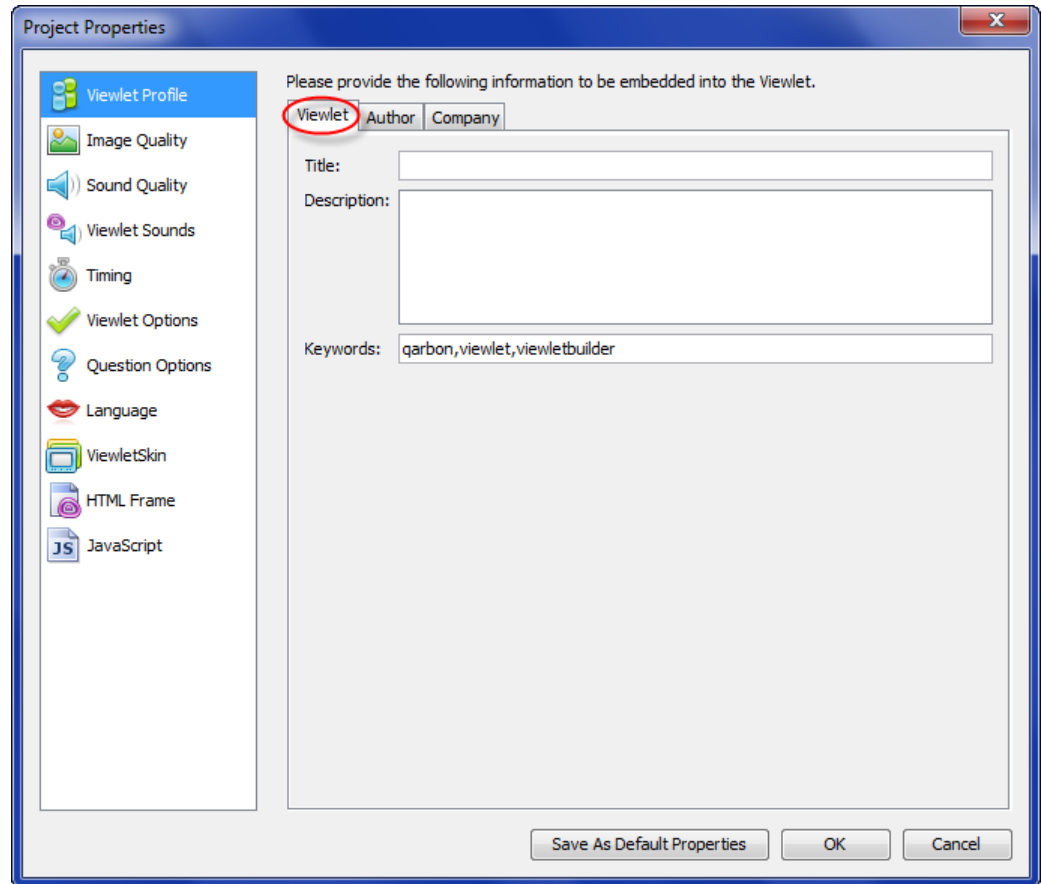 Project Properties
Viewlet Profile
Image Quality
Sound Quality
Viewlet Sounds
Timing
Viewlet Options
Question Options
Language
ViewletSkin
HTML Frame
JS JavaScript
Please provide the following information to be embedded into the Viewlet.
Viewlet Author Company
Title:
Description:
Keywords: qarbon,viewlet,viewletbuilder
Save As Default Properties OK Cancel